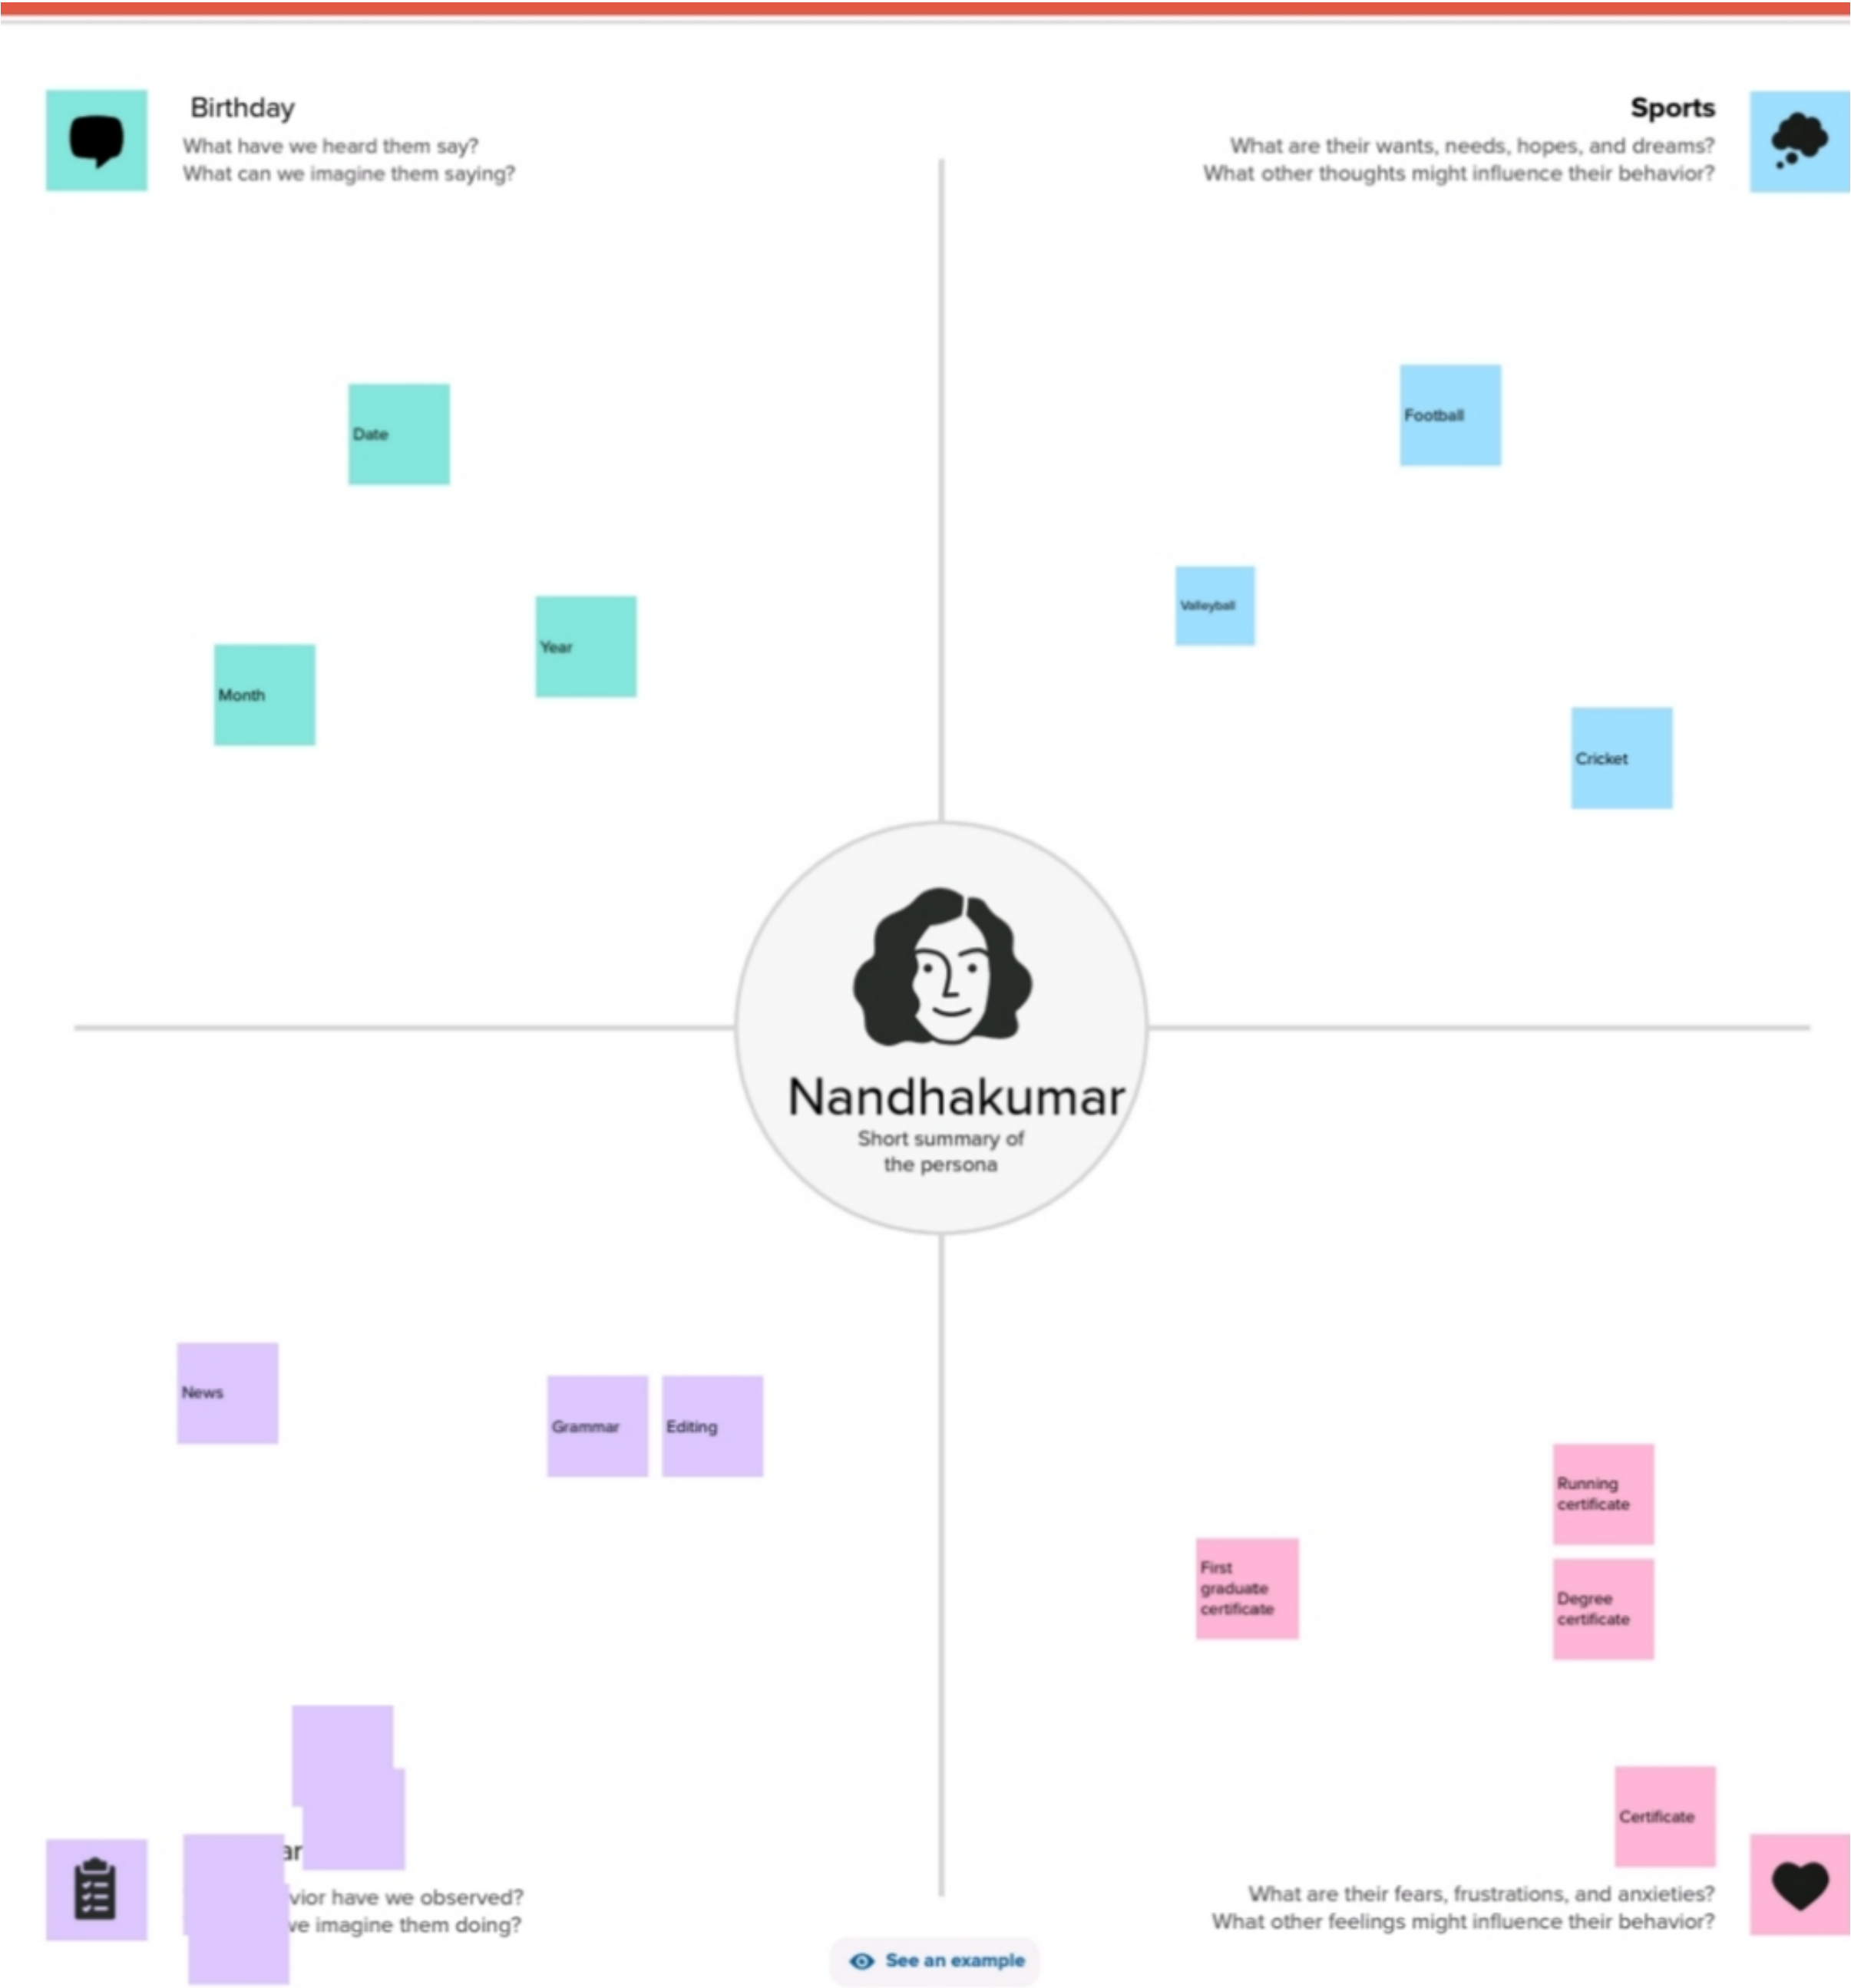 Birthday
What have we heard them say?
What can we imagine them saying?
Sports
What are their wants, needs, hopes, and dreams?
What other thoughts might influence their behavior?
Date
Year
Month
Football
Valleyball
Cricket
Nandhakumar
Short summary of
the persona
News
Grammar
Editing
First
graduate
certificate
Running
certificate
Degree
certificate
Certificate
ar
vior have we observed?
ve imagine them doing?
What are their fears, frustrations, and anxieties?
What other feelings might influence their behavior?
See an example